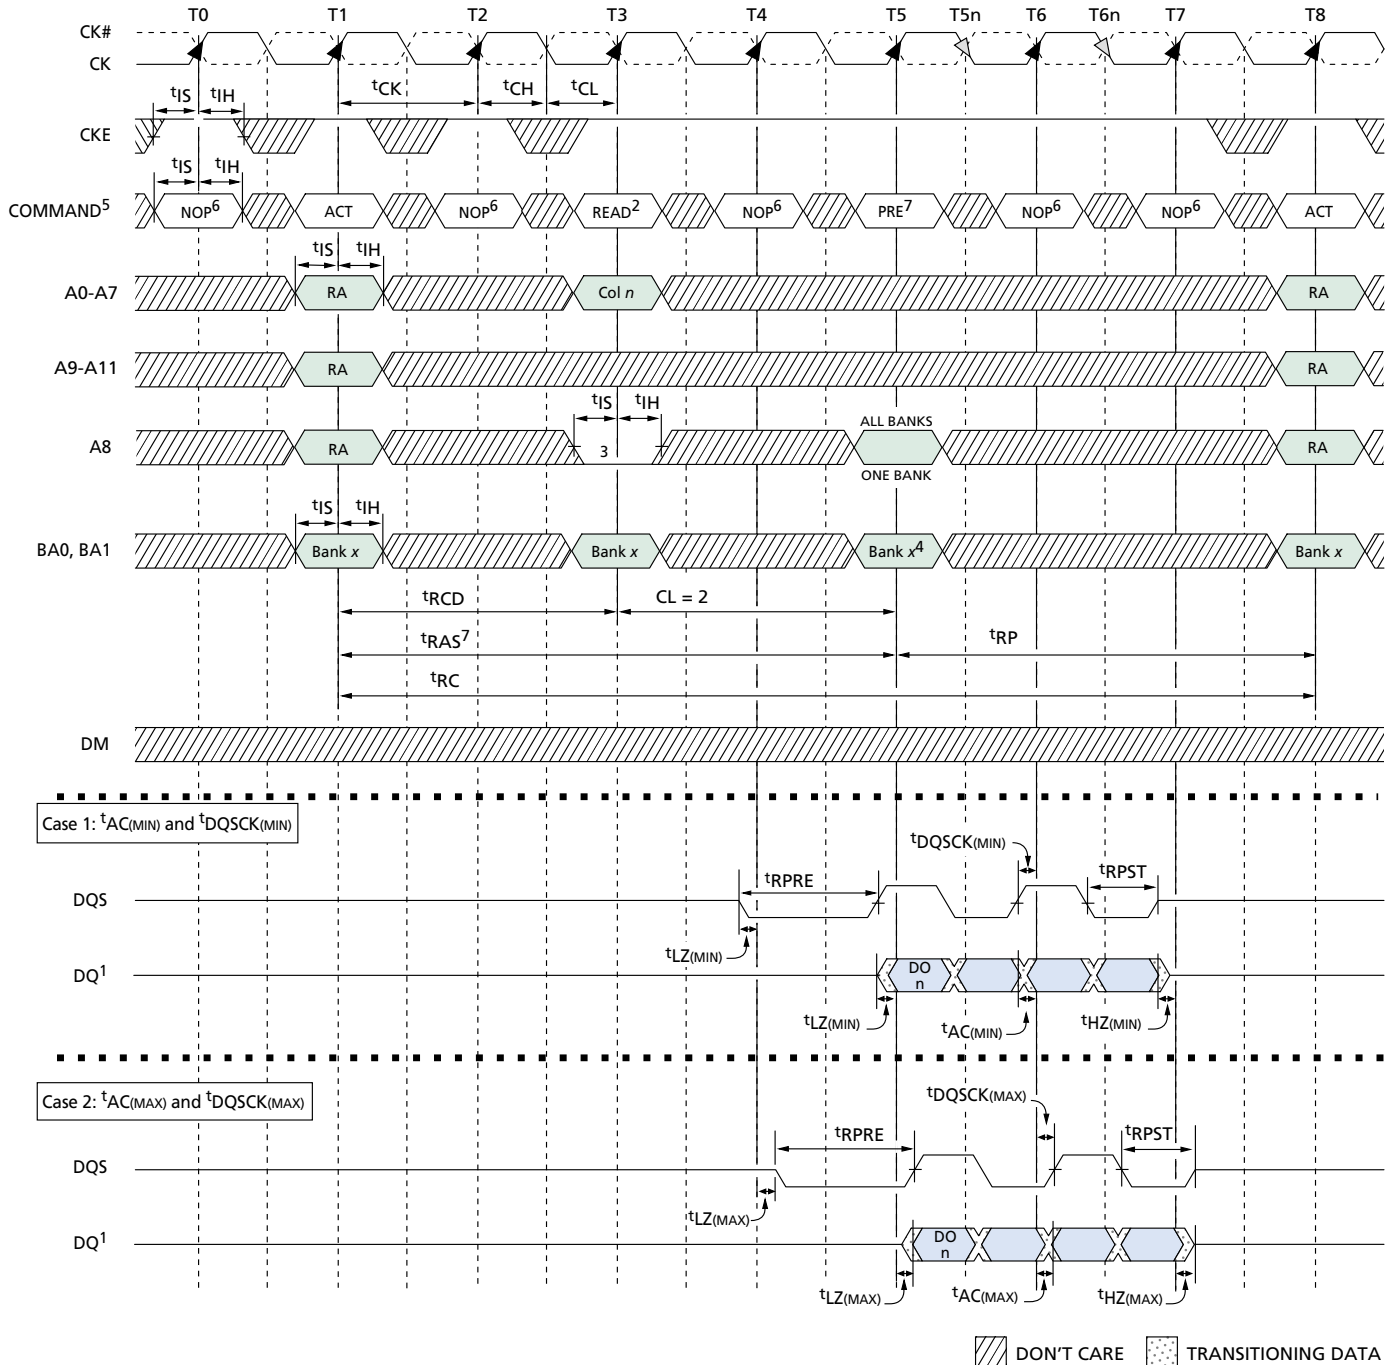 T0 T1 T2 T3 T4 T5 T5n T6 T6n T7 T8
CK#
CK
tCK tCH tCL
tIS tIH
CKE
tIS tIH
COMMAND5 NOP6 ACT NOP6 READ2 NOP6 PRE7 NOP6 NOP6 ACT
tIS tIH
A0-A7 RA Col n RA
A9-A11 RA RA
tIS tIH
ALL BANKS
A8 RA 3 RA
ONE BANK
tIS tIH
BA0, BA1 Bank x Bank x Bank x4 Bank x
tRCD CL = 2
tRAS7 tRP
tRC
DM
Case 1: tAC(MIN) and tDQSCK(MIN)
tDQSCK(MIN)
tRPRE tRPST
DQS
tLZ(MIN)
DQ1 DO
n
tLZ(MIN) tAC(MIN) tHZ(MIN)
Case 2: tAC(MAX) and tDQSCK(MAX)
tDQSCK(MAX)
tRPRE tRPST
DQS
tLZ(MAX)
DQ1 DO
n
tLZ(MAX) tAC(MAX) tHZ(MAX)
DON'T CARE TRANSITIONING DATA